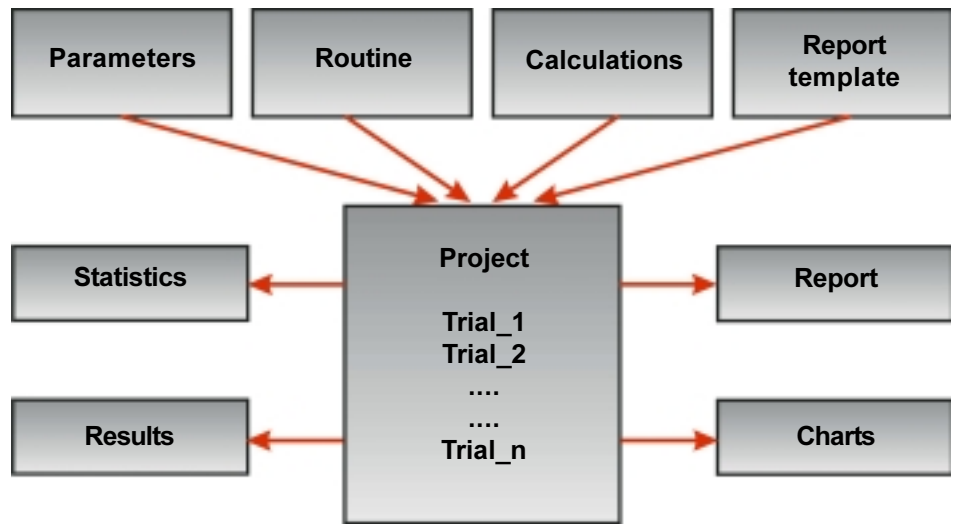 Parameters
Routine
Calculations
Report
template
Project
Statistics
Report
Trial_1
Trial_2
....
....
Results
Trial_n
Charts